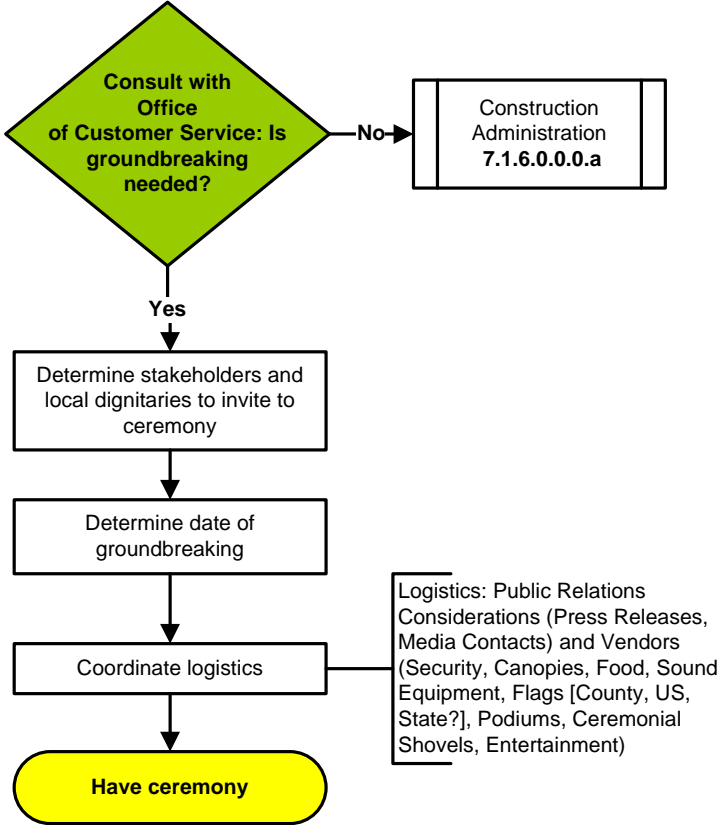 Consult with
Office
of Customer Service: Is
groundbreaking
needed?
No
Construction
Administration
7.1.6.0.0.0.a
Yes
Determine stakeholders and
local dignitaries to invite to
ceremony
Determine date of
groundbreaking
Coordinate logistics
Logistics: Public Relations
Considerations (Press Releases,
Media Contacts) and Vendors
(Security, Canopies, Food, Sound
Equipment, Flags [County, US,
State?], Podiums, Ceremonial
Shovels, Entertainment)
Have ceremony